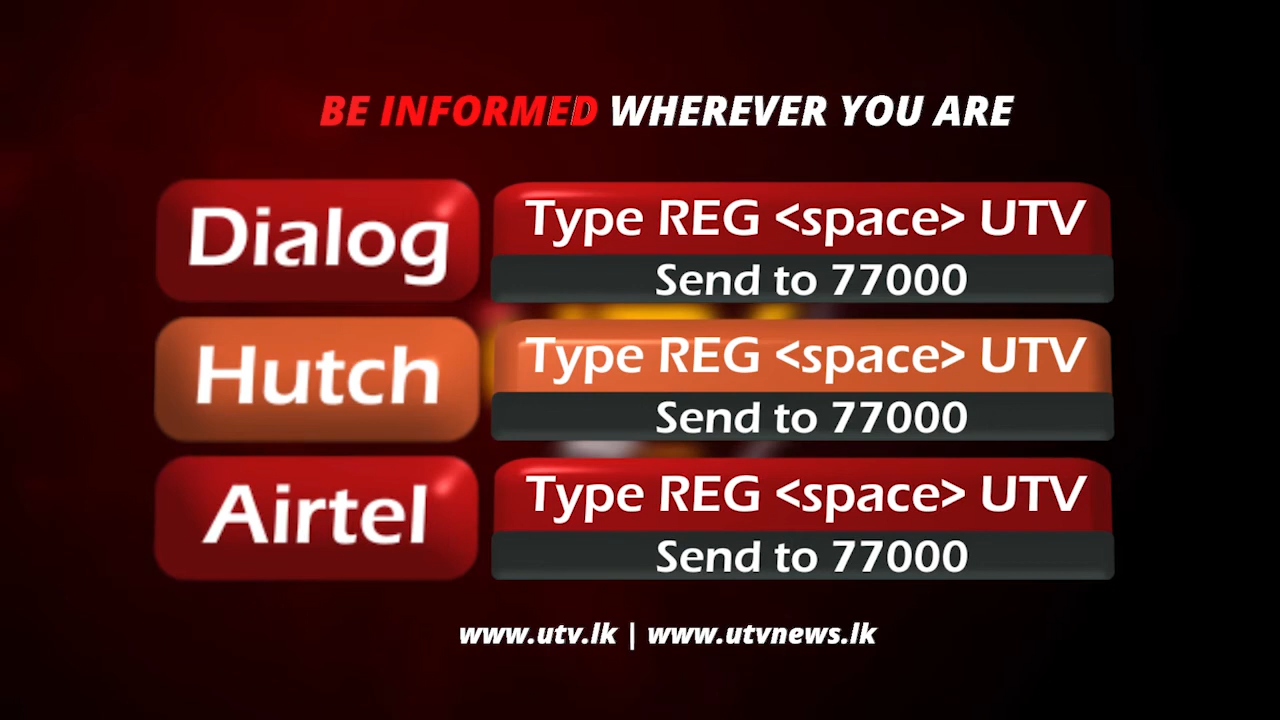 BE INFORMED WHEREVER YOU ARE
Dialog
Type REG <space> UTV
Send to 77000
Hutch
Type REG <space> UTV
Send to 77000
Airtel
Type REG <space> UTV
Send to 77000
www.utv.lk | www.utvnews.lk